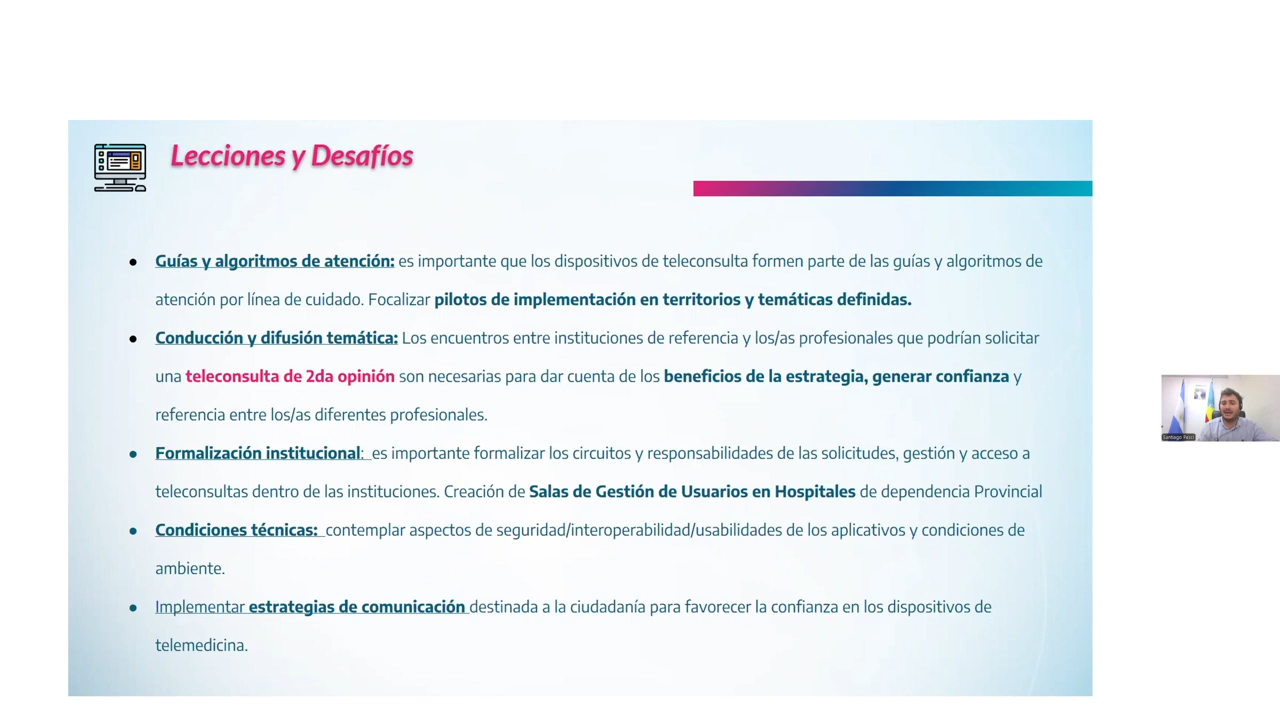 Lecciones y Desafíos
• Guías y algoritmos de atención: es importante que los dispositivos de teleconsulta formen parte de las guías y algoritmos de
atención por línea de cuidado. Focalizar pilotos de implementación en territorios y temáticas definidas.
• Conducción y difusión temática: Los encuentros entre instituciones de referencia y los/as profesionales que podrían solicitar
una teleconsulta de 2da opinión son necesarias para dar cuenta de los beneficios de la estrategia, generar confianza y
referencia entre los/as diferentes profesionales.
• Formalización institucional: es importante formalizar los circuitos y responsabilidades de las solicitudes, gestión y acceso a
teleconsultas dentro de las instituciones. Creación de Salas de Gestión de Usuarios en Hospitales de dependencia Provincial
• Condiciones técnicas: contemplar aspectos de seguridad/interoperabilidad/usabilidades de los aplicativos y condiciones de
ambiente.
• Implementar estrategias de comunicación destinada a la ciudadanía para favorecer la confianza en los dispositivos de
telemedicina.
Santiago